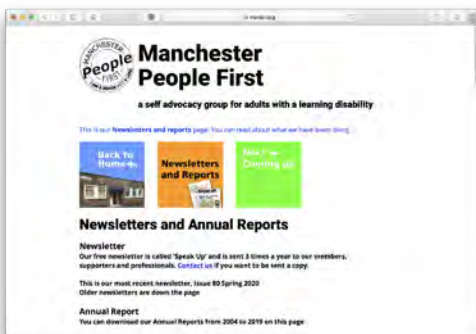 MANCHESTER
People
FIRST
Manchester
People First
a self advocacy group for adults with a learning disability
This is our Newsletters and reports page. You can read about what we have been doing.
Back to
Home
Newsletters
and Reports
Newsletters and Annual Reports
Newsletter
Our free newsletter is called 'Speak Up' and is sent 3 times a year to our members,
supporters and professionals. Contact us if you want to be sent a copy.
This is our most recent newsletter, Issue 80 Spring 2020
Older newsletters are down the page
Annual Report
You can download our Annual Reports from 2004 to 2019 on this page